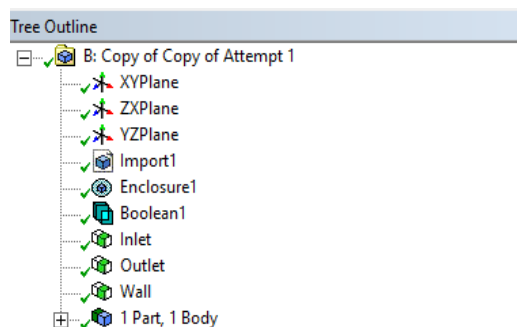 Tree Outline
B: Copy of Copy of Attempt 1
XYPlane
ZXPlane
YZPlane
Import1
Enclosure1
Boolean1
Inlet
Outlet
Wall
1 Part, 1 Body